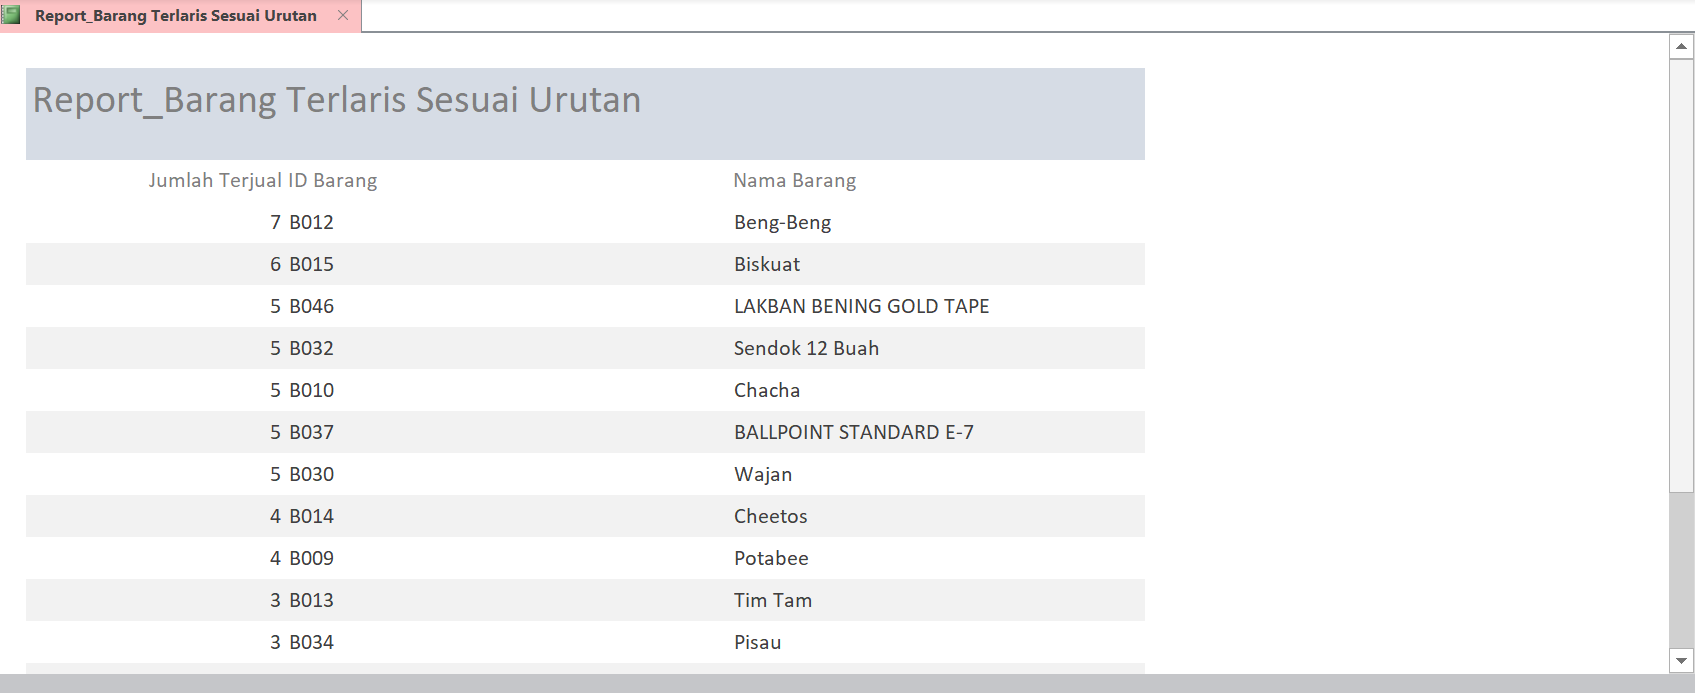 Report_Barang Terlaris Sesuai Urutan
Report_Barang Terlaris Sesuai Urutan
Jumlah Terjual ID Barang Nama Barang
7 B012 Beng-Beng
6 B015 Biskuat
5 B046 LAKBAN BENING GOLD TAPE
5 B032 Sendok 12 Buah
5 B010 Chacha
5 B037 BALLPOINT STANDARD E-7
5 B030 Wajan
4 B014 Cheetos
4 B009 Potabee
3 B013 Tim Tam
3 B034 Pisau